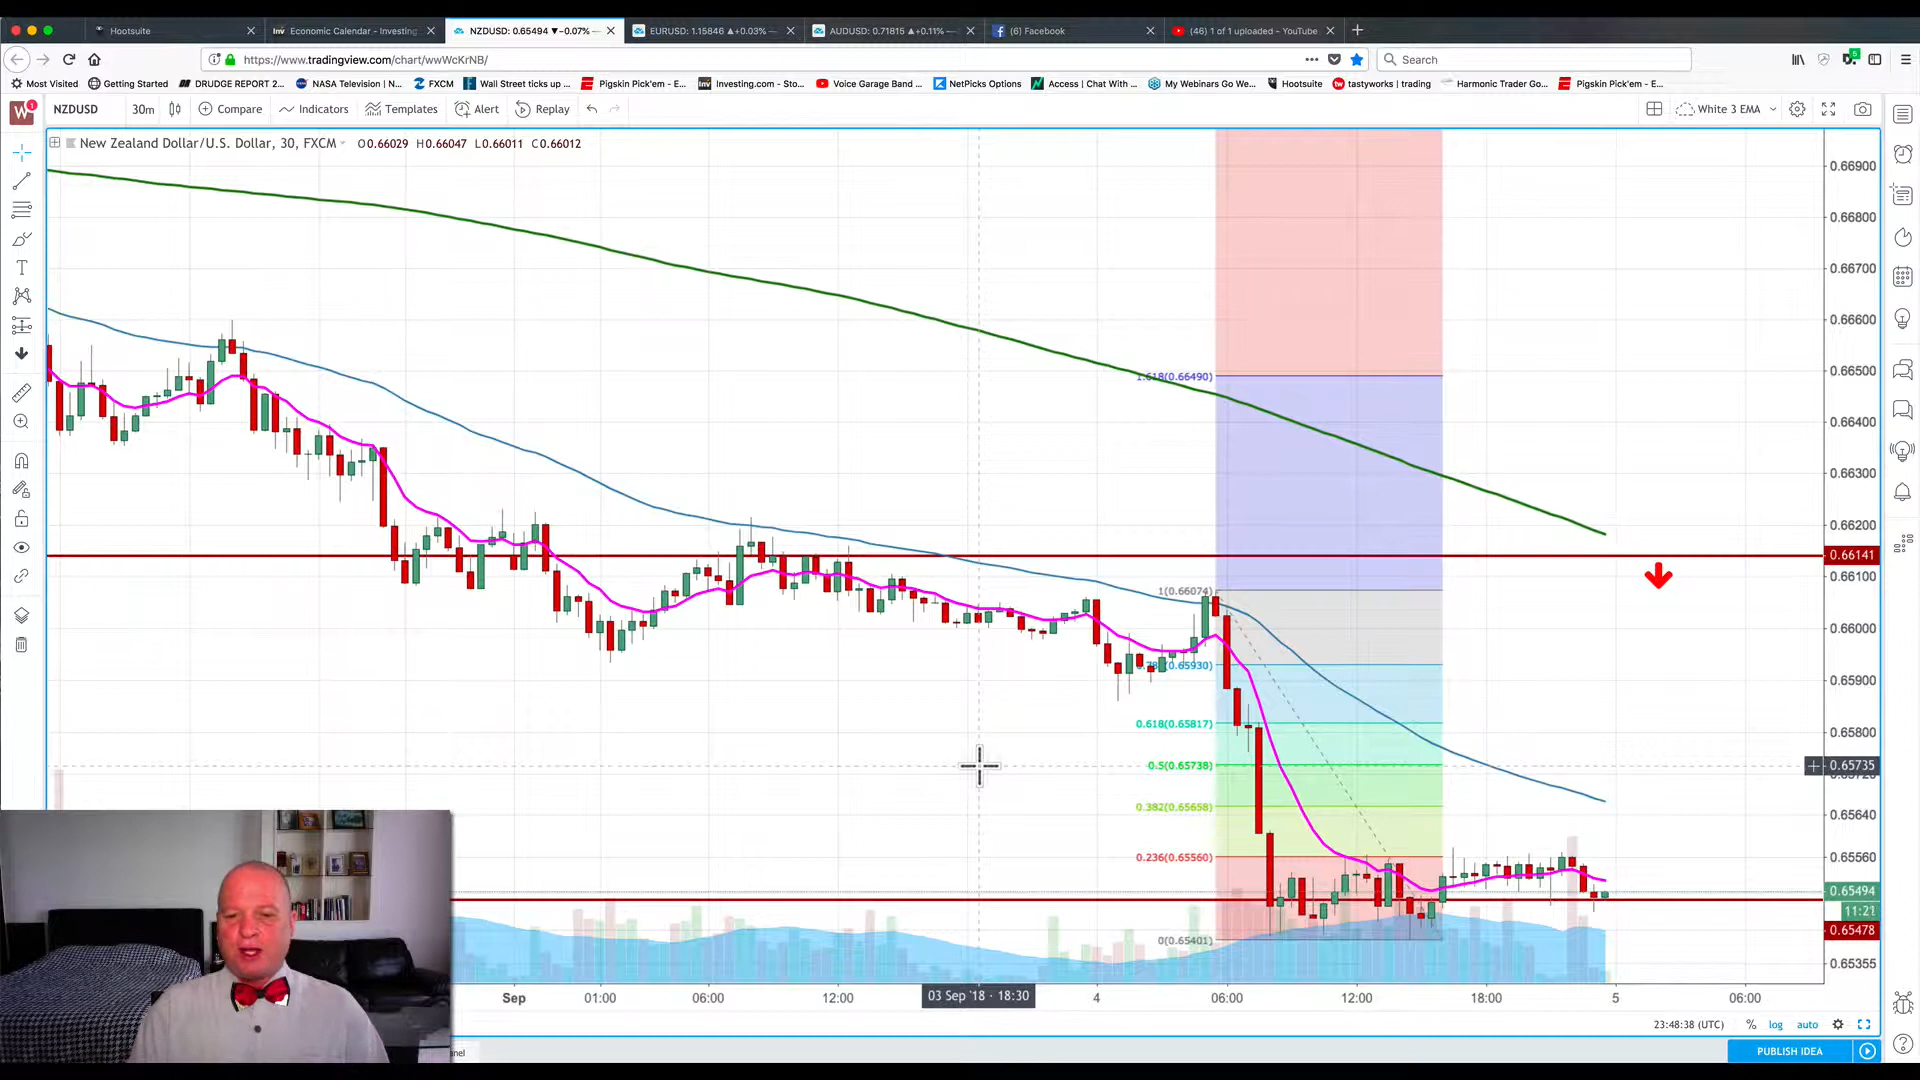 Hootsuite
Economic Calendar - Investing
NZDUSD: 0.65494 ▼−0.07% —
EURUSD: 1.15846 ▲+0.03% —
AUDUSD: 0.71815 ▲+0.11% —
(6) Facebook
(46) 1 of 1 uploaded - YouTube
https://www.tradingview.com/chart/wwWcKrNB/
Search
5
Most Visited
Getting Started
DRUDGE REPORT 2...
NASA Television | N...
FXCM
Wall Street ticks up ...
Pigskin Pick'em - E...
Investing.com - Sto...
Voice Garage Band ...
NetPicks Options
Access | Chat With ...
My Webinars Go We...
Hootsuite
tastyworks | trading
Harmonic Trader Go...
Pigskin Pick'em - E...
W 1
NZDUSD
30m
Compare
Indicators
Templates
Alert
Replay
White 3 EMA
New Zealand Dollar/U.S. Dollar, 30, FXCM
O0.66029 H0.66047 L0.66011 C0.66012
0.66900
0.66800
0.66700
0.66600
0.66500
1.618(0.66490)
0.66400
0.66300
0.66200
0.66141
0.66100
1(0.66074)
0.66000
(0.65930)
0.65900
0.618(0.65817)
0.65800
0.5(0.65738)
0.65735
0.382(0.65658)
0.65640
0.236(0.65560)
0.65560
0.65494
11:21
0.65478
0(0.65401)
0.65355
Sep
01:00
06:00
12:00
03 Sep '18 · 18:30
4
06:00
12:00
18:00
5
06:00
23:48:38 (UTC)
%
log
auto
PUBLISH IDEA